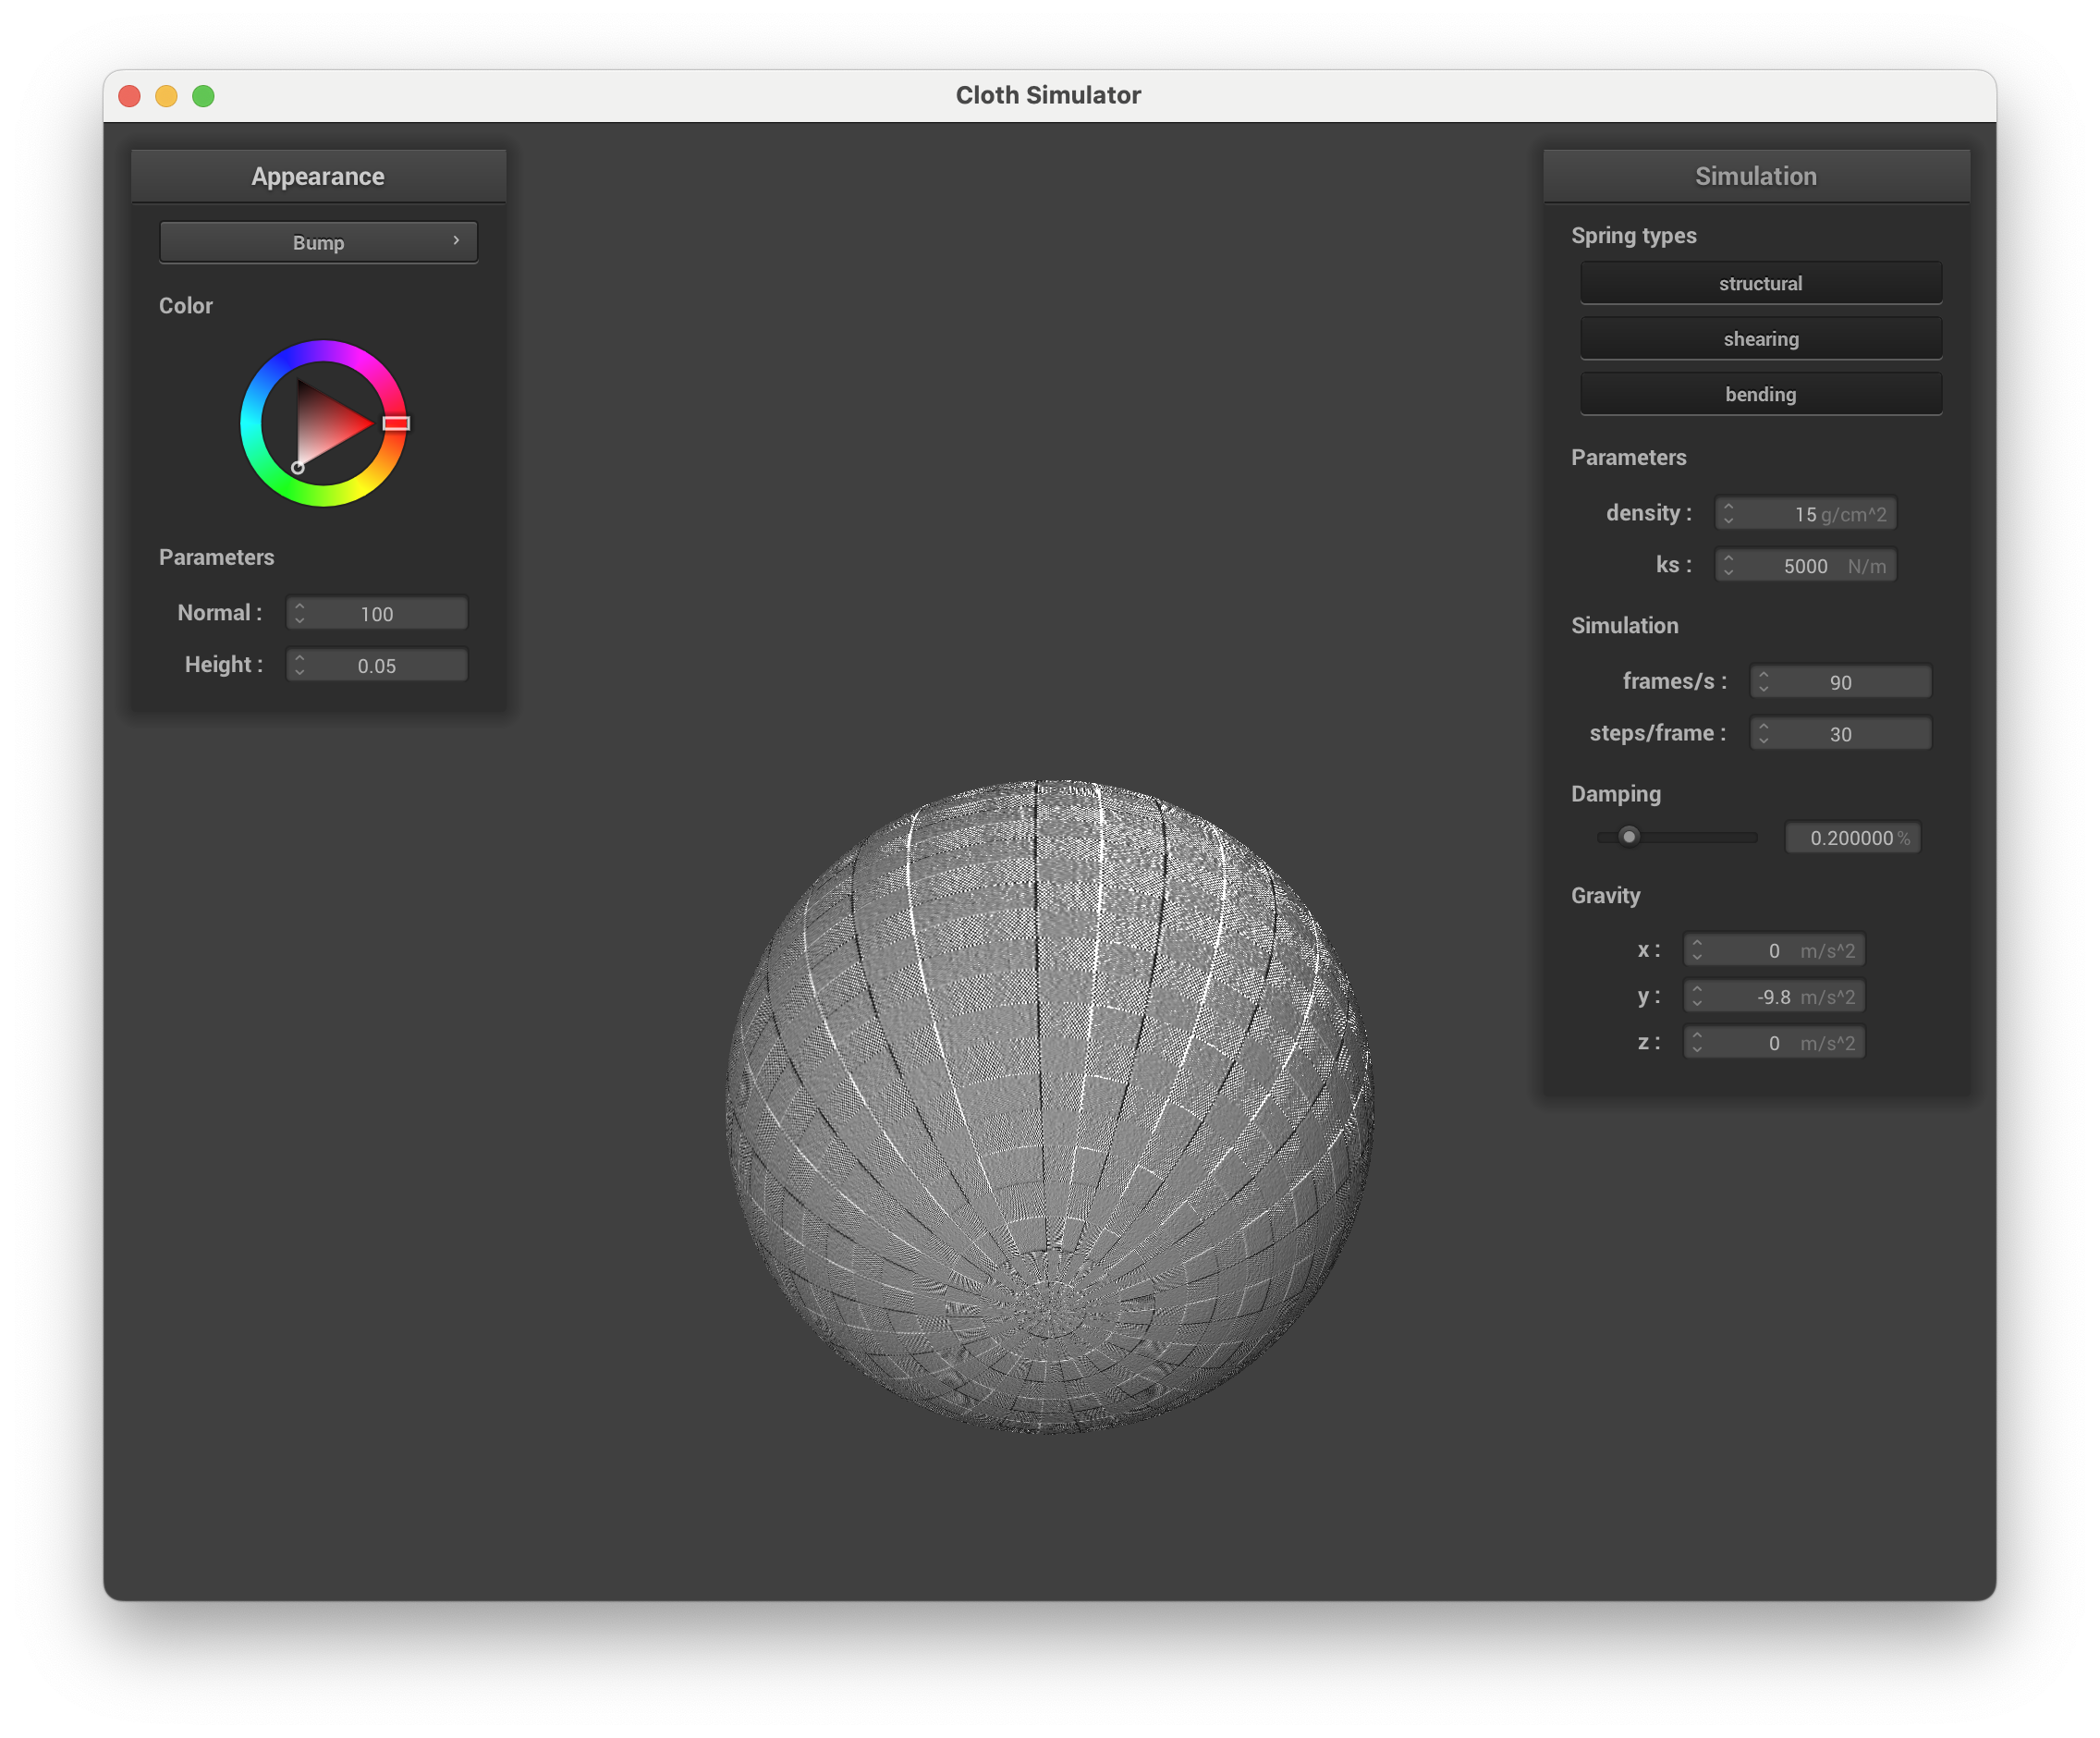 Cloth Simulator
Appearance
Bump
Color
Parameters
Normal : 100
Height : 0.05
Simulation
Spring types
structural
shearing
bending
Parameters
density : 15 g/cm^2
ks : 5000 N/m
Simulation
frames/s : 90
steps/frame : 30
Damping
0.200000 %
Gravity
x : 0 m/s^2
y : -9.8 m/s^2
z : 0 m/s^2